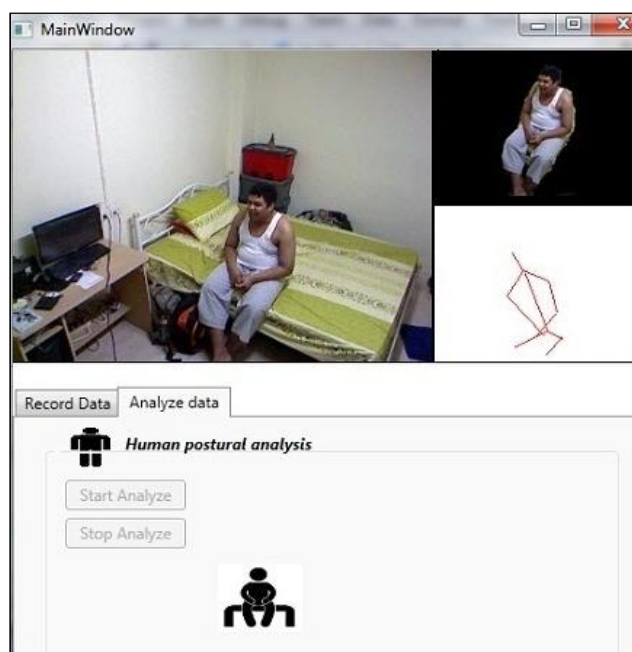 MainWindow
Record Data
Analyze data
Human postural analysis
Start Analyze
Stop Analyze